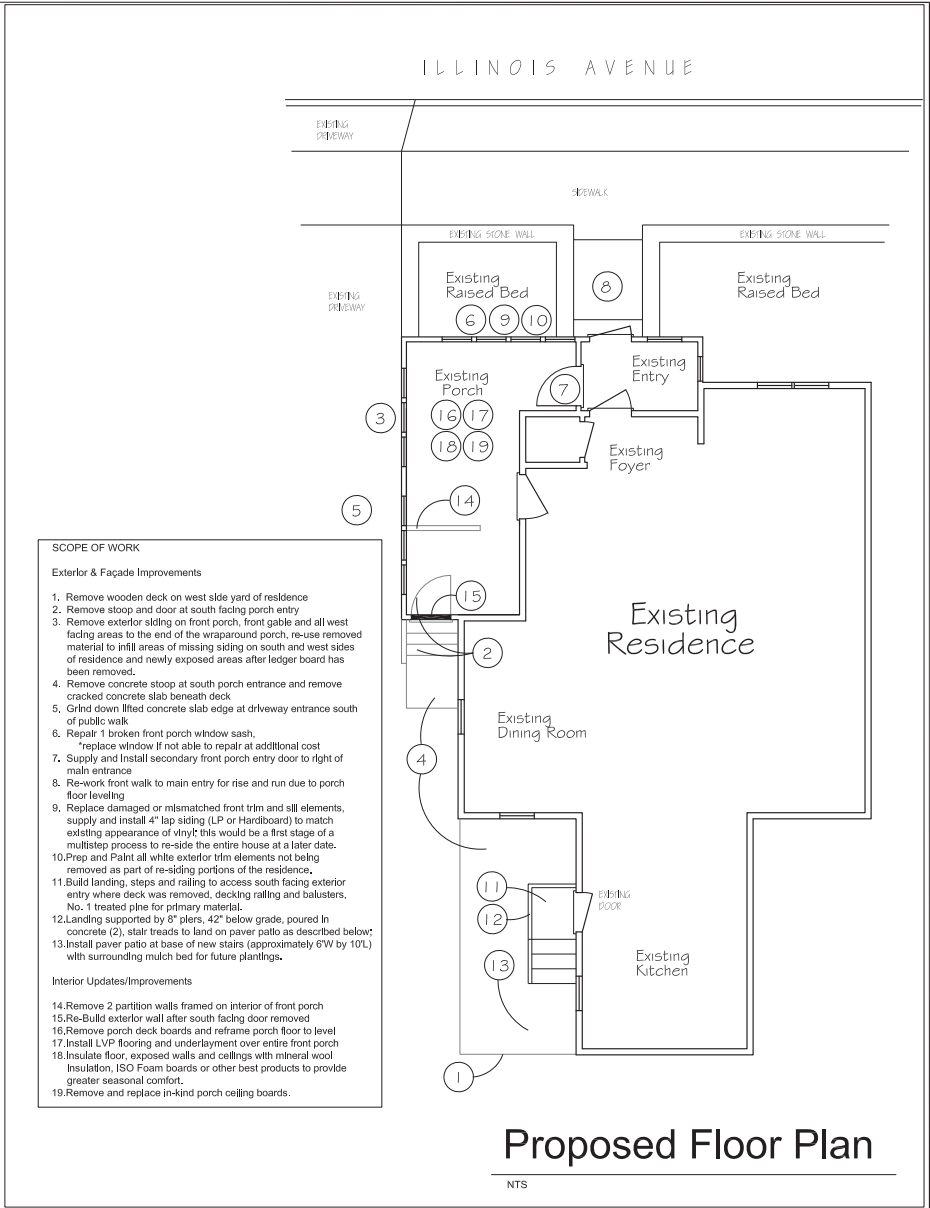 ILLINOIS AVENUE
EXISTING
DRIVEWAY
SIDEWALK
EXISTING STONE WALL
EXISTING STONE WALL
Existing
Raised Bed
8
Existing
Raised Bed
EXISTING
DRIVEWAY
6 9 10
Existing
Entry
Existing
Porch
7
16 17
3
18 19
Existing
Foyer
14
5
15
2
Existing
Residence
Existing
Dining Room
4
11
EXISTING
DOOR
12
13
Existing
Kitchen
1
SCOPE OF WORK
Exterior & Façade Improvements
1. Remove wooden deck on west side yard of residence
2. Remove stoop and door at south facing porch entry
3. Remove exterior siding on front porch, front gable and all west
facing areas to the end of the wraparound porch, re-use removed
material to infill areas of missing siding on south and west sides
of residence and newly exposed areas after ledger board has
been removed.
4. Remove concrete stoop at south porch entrance and remove
cracked concrete slab beneath deck
5, Grind down lifted concrete slab edge at driveway entrance south
of public walk
6. Repair 1 broken front porch window sash,
*replace window if not able to repair at additional cost
7. Supply and install secondary front porch entry door to right of
main entrance
8. Re-work front walk to main entry for rise and run due to porch
floor leveling
9. Replace damaged or mismatched front trim and sill elements,
supply and install 4" lap siding (LP or Hardiboard) to match
existing appearance of vinyl; this would be a first stage of a
multistep process to re-side the entire house at a later date.
10.Prep and Paint all white exterior trim elements not being
removed as part of re-siding portions of the residence.
11.Build landing, steps and railing to access south facing exterior
entry where deck was removed, decking railing and balusters,
No. 1 treated pine for primary material.
12.Landing supported by 8" piers, 42" below grade, poured in
concrete (2), stair treads to land on paver patio as described below;
13.Install paver patio at base of new stairs (approximately 6'W by 10'L)
with surrounding mulch bed for future plantings.
Interior Updates/Improvements
14.Remove 2 partition walls framed on interior of front porch
15.Re-Build exterior wall after south facing door removed
16.Remove porch deck boards and reframe porch floor to level
17.Install LVP flooring and underlayment over entire front porch
18.Insulate floor, exposed walls and ceilings with mineral wool
Insulation, ISO Foam boards or other best products to provide
greater seasonal comfort.
19.Remove and replace in-kind porch ceiling boards.
Proposed Floor Plan
NTS